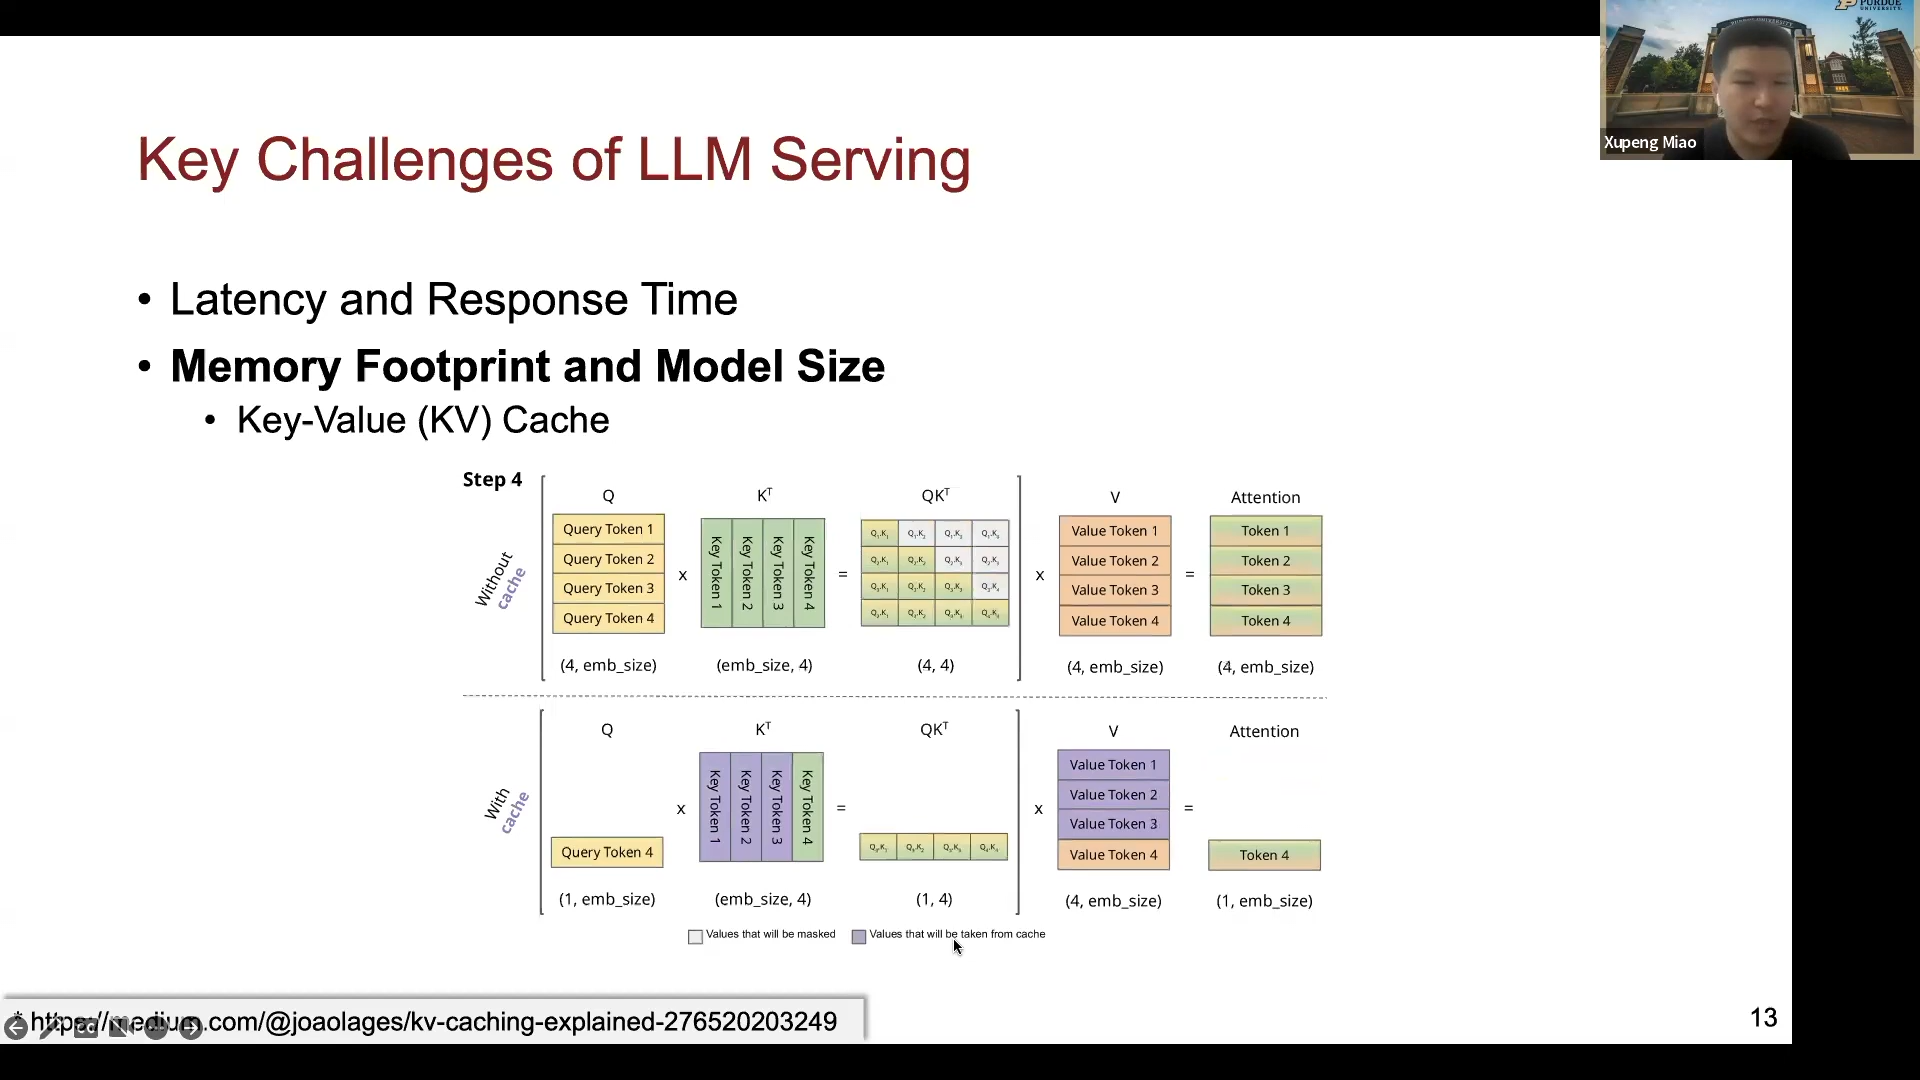 PURDUE
UNIVERSITY
Xupeng Miao
Key Challenges of LLM Serving
• Latency and Response Time
• Memory Footprint and Model Size
• Key-Value (KV) Cache
Step 4
Without
cache
Q
Query Token 1
Query Token 2
Query Token 3
Query Token 4
(4, emb_size)
x
Kᵀ
Key Token 1
Key Token 2
Key Token 3
Key Token 4
(emb_size, 4)
=
QKᵀ
(4, 4)
x
V
Value Token 1
Value Token 2
Value Token 3
Value Token 4
(4, emb_size)
=
Attention
Token 1
Token 2
Token 3
Token 4
(4, emb_size)
With
cache
Q
Query Token 4
(1, emb_size)
x
Kᵀ
Key Token 1
Key Token 2
Key Token 3
Key Token 4
(emb_size, 4)
=
QKᵀ
(1, 4)
x
V
Value Token 1
Value Token 2
Value Token 3
Value Token 4
(4, emb_size)
=
Attention
Token 4
(1, emb_size)
Values that will be masked
Values that will be taken from cache
* https://medium.com/@joaolages/kv-caching-explained-276520203249
13